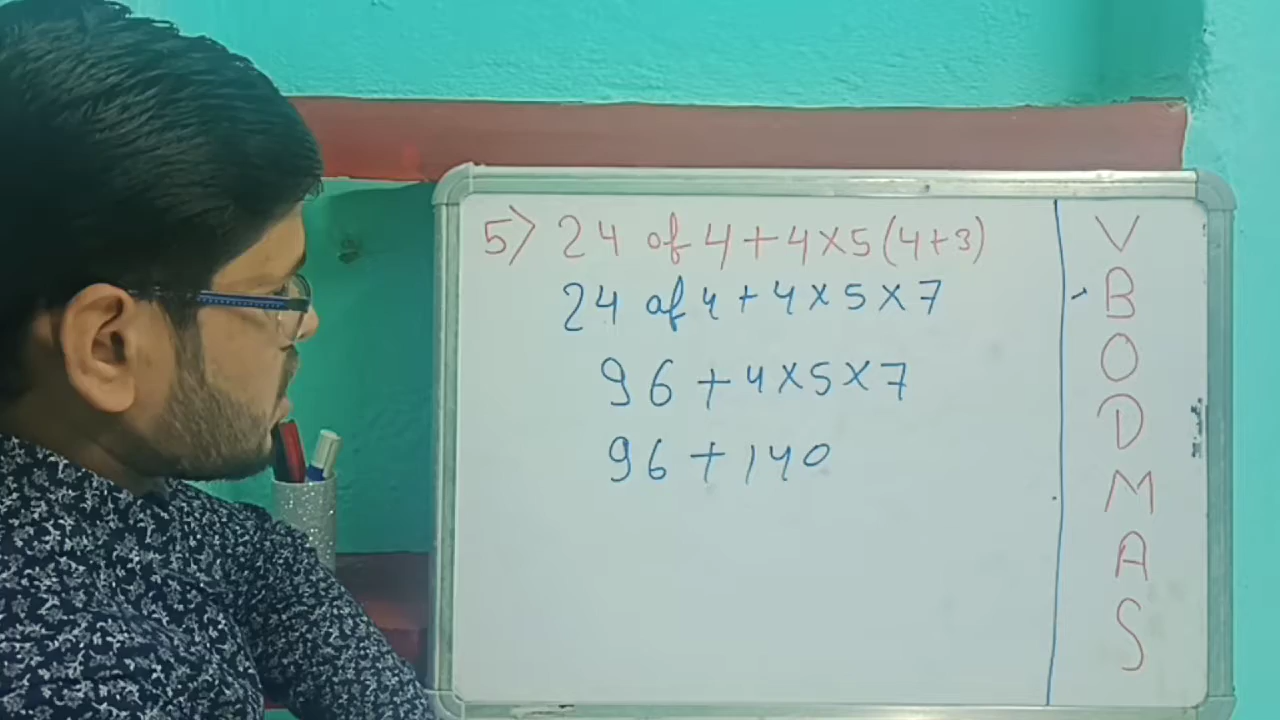 5) 24 of 4 + 4 × 5 (4 + 3)
24 of 4 + 4 × 5 × 7
96 + 4 × 5 × 7
96 + 140
V
B
O
D
M
A
S